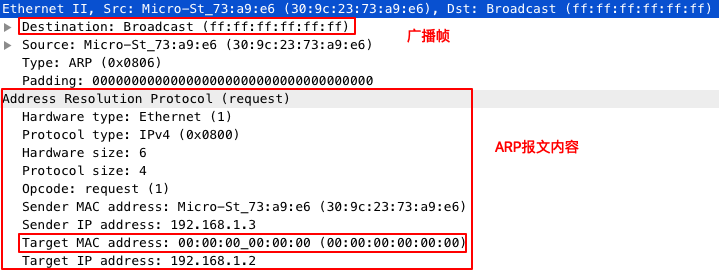 Ethernet II, Src: Micro-St_73:a9:e6 (30:9c:23:73:a9:e6), Dst: Broadcast (ff:ff:ff:ff:ff:ff)
Destination: Broadcast (ff:ff:ff:ff:ff:ff)
广播帧
Source: Micro-St_73:a9:e6 (30:9c:23:73:a9:e6)
Type: ARP (0x0806)
Padding: 000000000000000000000000000000000000
Address Resolution Protocol (request)
Hardware type: Ethernet (1)
Protocol type: IPv4 (0x0800)
Hardware size: 6
ARP报文内容
Protocol size: 4
Opcode: request (1)
Sender MAC address: Micro-St_73:a9:e6 (30:9c:23:73:a9:e6)
Sender IP address: 192.168.1.3
Target MAC address: 00:00:00_00:00:00 (00:00:00:00:00:00)
Target IP address: 192.168.1.2